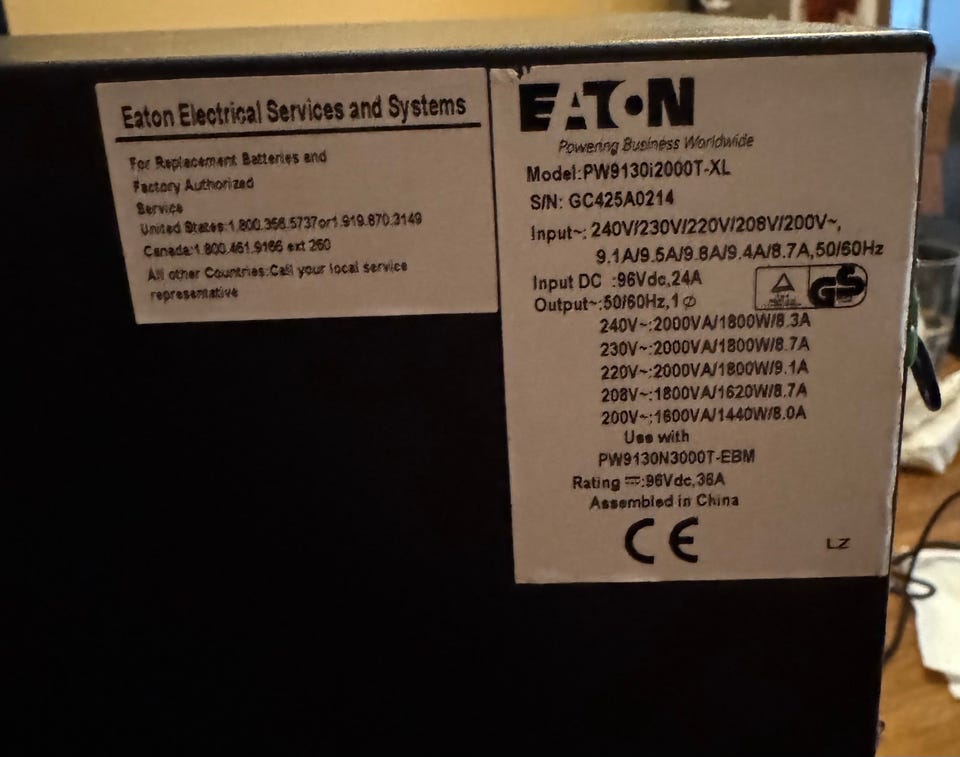 Eaton Electrical Services and Systems
For Replacement Batteries and
Factory Authorized
Service
United States:1.800.356.5737or1.919.870.3149
Canada:1.800.461.9166 ext 260
All other Countries:Call your local service
representative
EATON
Powering Business Worldwide
Model:PW9130i2000T-XL
S/N: GC425A0214
Input~: 240V/230V/220V/208V/200V~,
9.1A/9.5A/9.8A/9.4A/8.7A,50/60Hz
Input DC :96Vdc,24A
Output~:50/60Hz,1⌀
GS
240V~:2000VA/1800W/8.3A
230V~:2000VA/1800W/8.7A
220V~:2000VA/1800W/9.1A
208V~:1800VA/1620W/8.7A
200V~:1600VA/1440W/8.0A
Use with
PW9130N3000T-EBM
Rating ⎓:96Vdc,36A
Assembled in China
CE
LZ